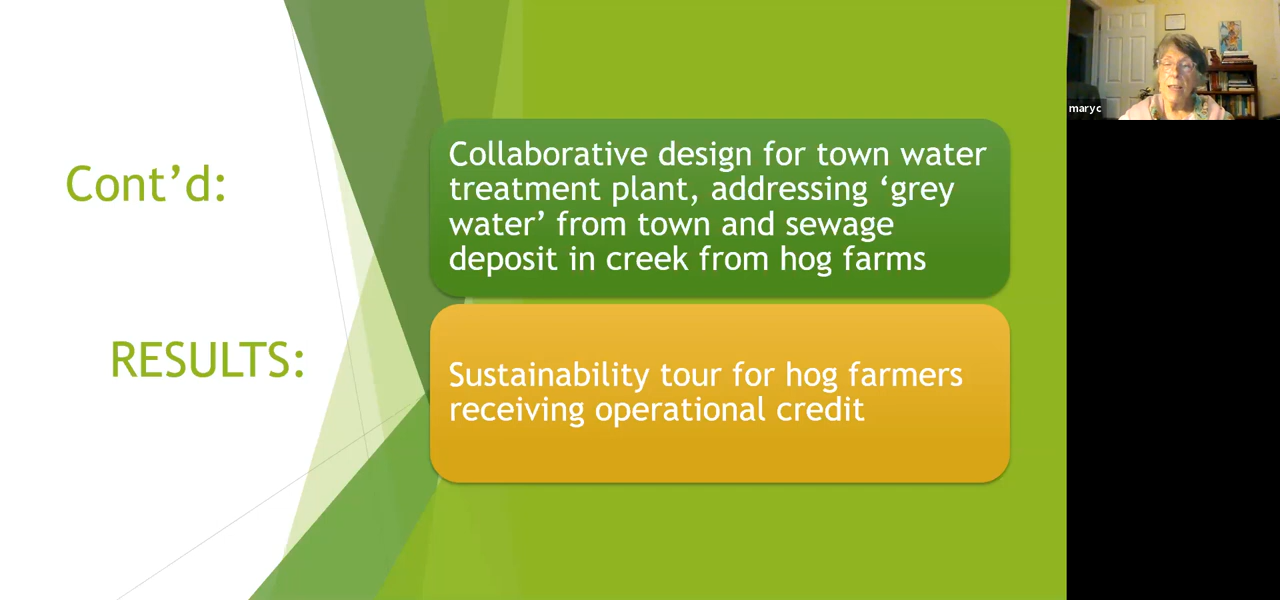 Cont’d:
RESULTS:
Collaborative design for town water
treatment plant, addressing ‘grey
water’ from town and sewage
deposit in creek from hog farms
Sustainability tour for hog farmers
receiving operational credit
maryc